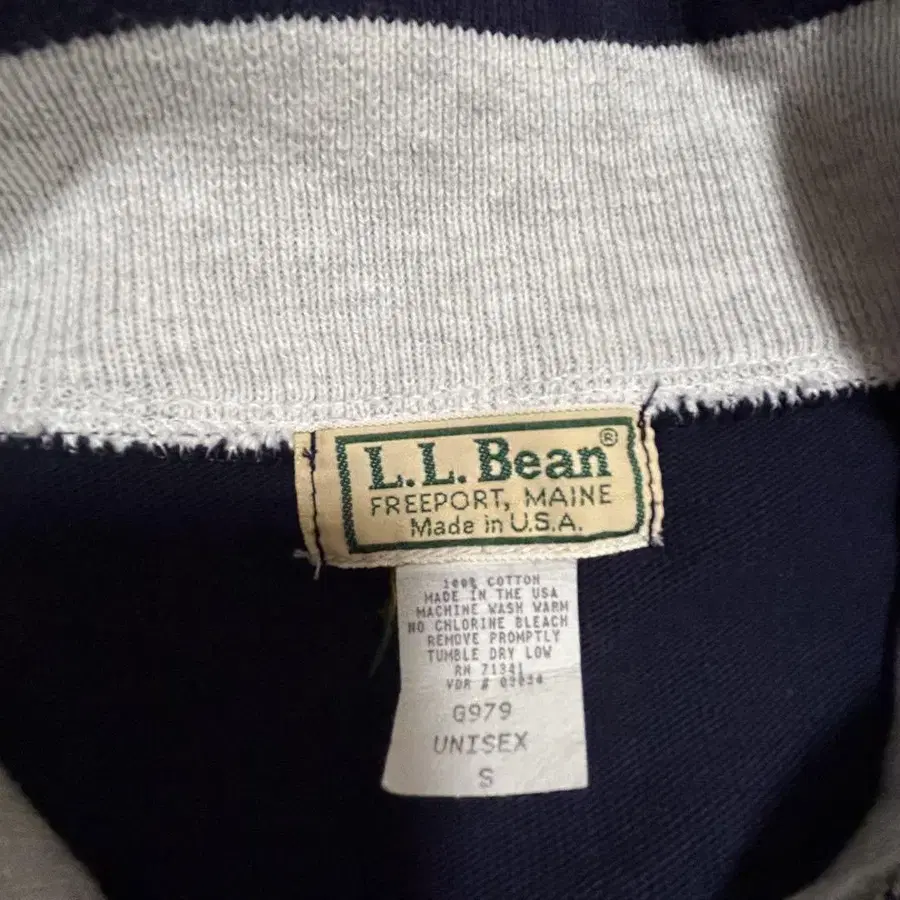 L.L.Bean®
FREEPORT, MAINE
Made in U.S.A.
100% COTTON
MADE IN THE USA
MACHINE WASH WARM
NO CHLORINE BLEACH
REMOVE PROMPTLY
TUMBLE DRY LOW
RN 71341
VDR #
G979
UNISEX
S